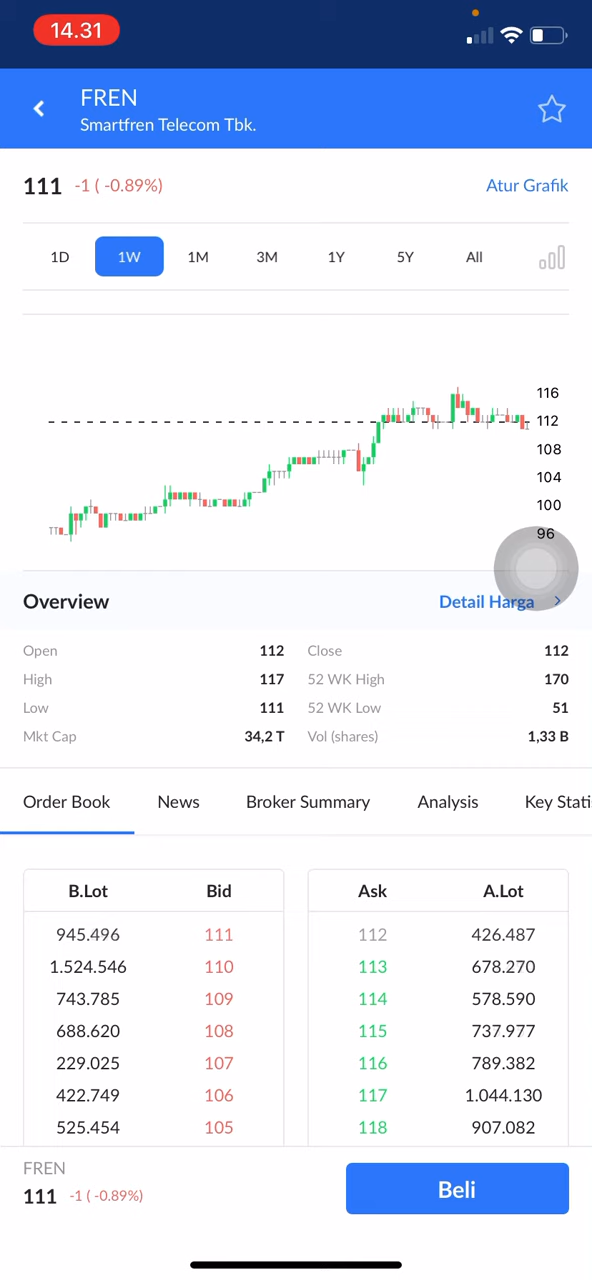 14.31
FREN
Smartfren Telecom Tbk.
111 -1 ( -0.89%) Atur Grafik
1D 1W 1M 3M 1Y 5Y All
116
112
108
104
100
96
Overview Detail Harga
Open 112 Close 112
High 117 52 WK High 170
Low 111 52 WK Low 51
Mkt Cap 34,2 T Vol (shares) 1,33 B
Order Book News Broker Summary Analysis Key Stati
B.Lot Bid Ask A.Lot
945.496 111 112 426.487
1.524.546 110 113 678.270
743.785 109 114 578.590
688.620 108 115 737.977
229.025 107 116 789.382
422.749 106 117 1.044.130
525.454 105 118 907.082
FREN
111 -1 ( -0.89%)
Beli